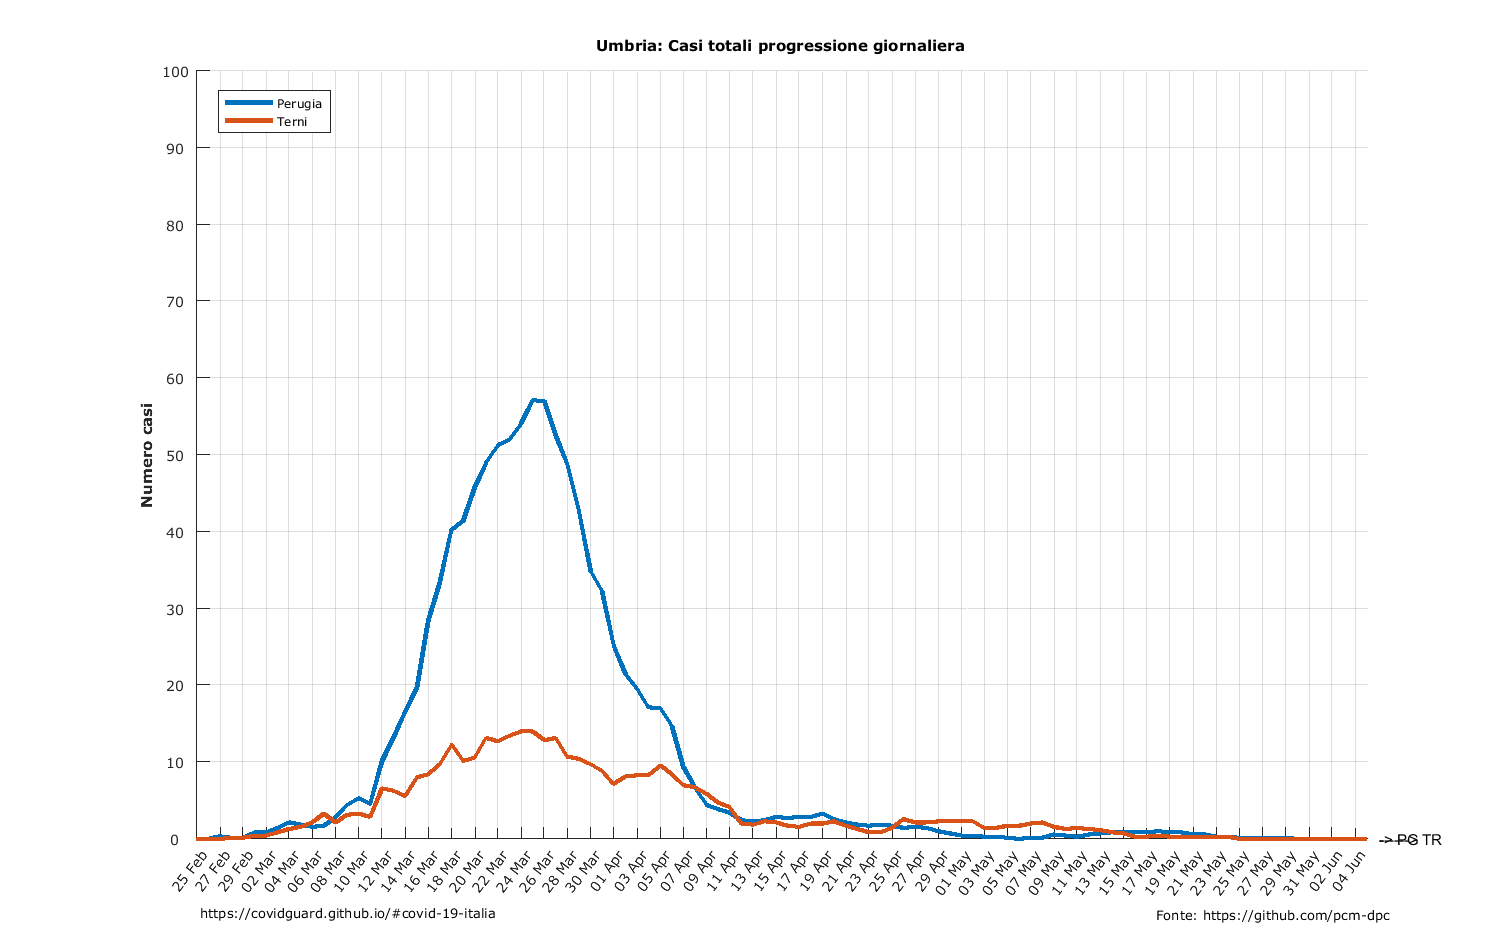 Umbria: Casi totali progressione giornaliera
100
90
80
70
60
50
40
30
20
10
0
Perugia
Terni
Numero casi
25 Feb
27 Feb
29 Feb
02 Mar
04 Mar
06 Mar
08 Mar
10 Mar
12 Mar
14 Mar
16 Mar
18 Mar
20 Mar
22 Mar
24 Mar
26 Mar
28 Mar
30 Mar
01 Apr
03 Apr
05 Apr
07 Apr
09 Apr
11 Apr
13 Apr
15 Apr
17 Apr
19 Apr
21 Apr
23 Apr
25 Apr
27 Apr
29 Apr
01 May
03 May
05 May
07 May
09 May
11 May
13 May
15 May
17 May
19 May
21 May
23 May
25 May
27 May
29 May
31 May
02 Jun
04 Jun
TR
https://covidguard.github.io/#covid-19-italia
Fonte: https://github.com/pcm-dpc